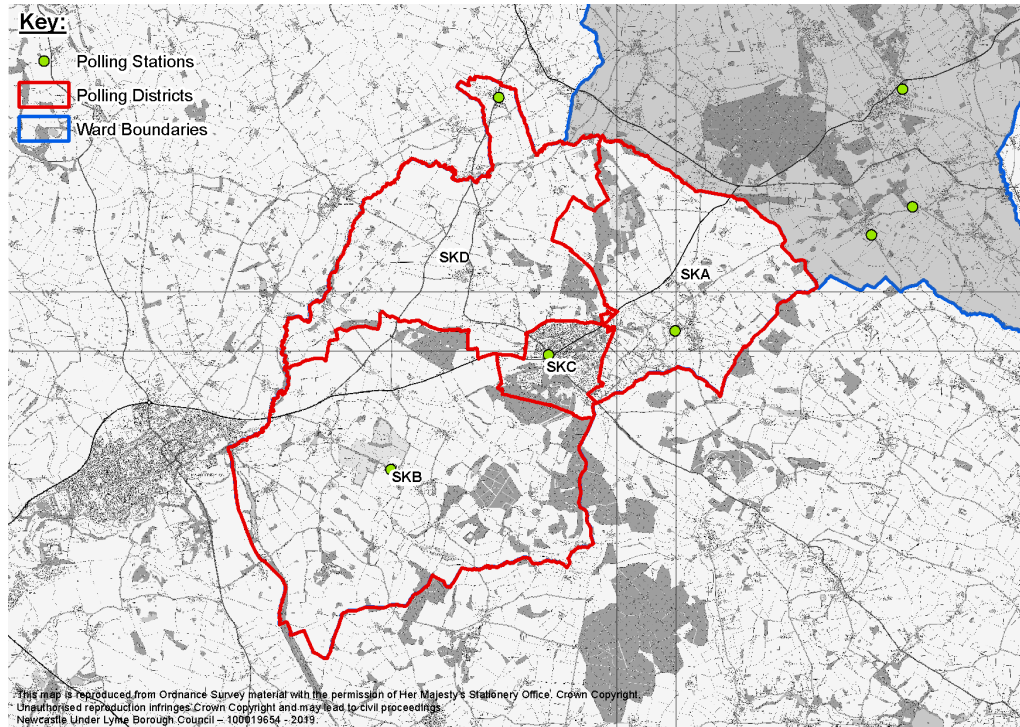 Key:
Polling Stations
Polling Districts
Ward Boundaries
SKD
SKA
SKC
SKB
This map is reproduced from Ordnance Survey material with the permission of Her Majesty's Stationery Office. Crown Copyright.
Unauthorised reproduction infringes Crown Copyright and may lead to civil proceedings.
Newcastle Under Lyme Borough Council – 100019654 - 2019